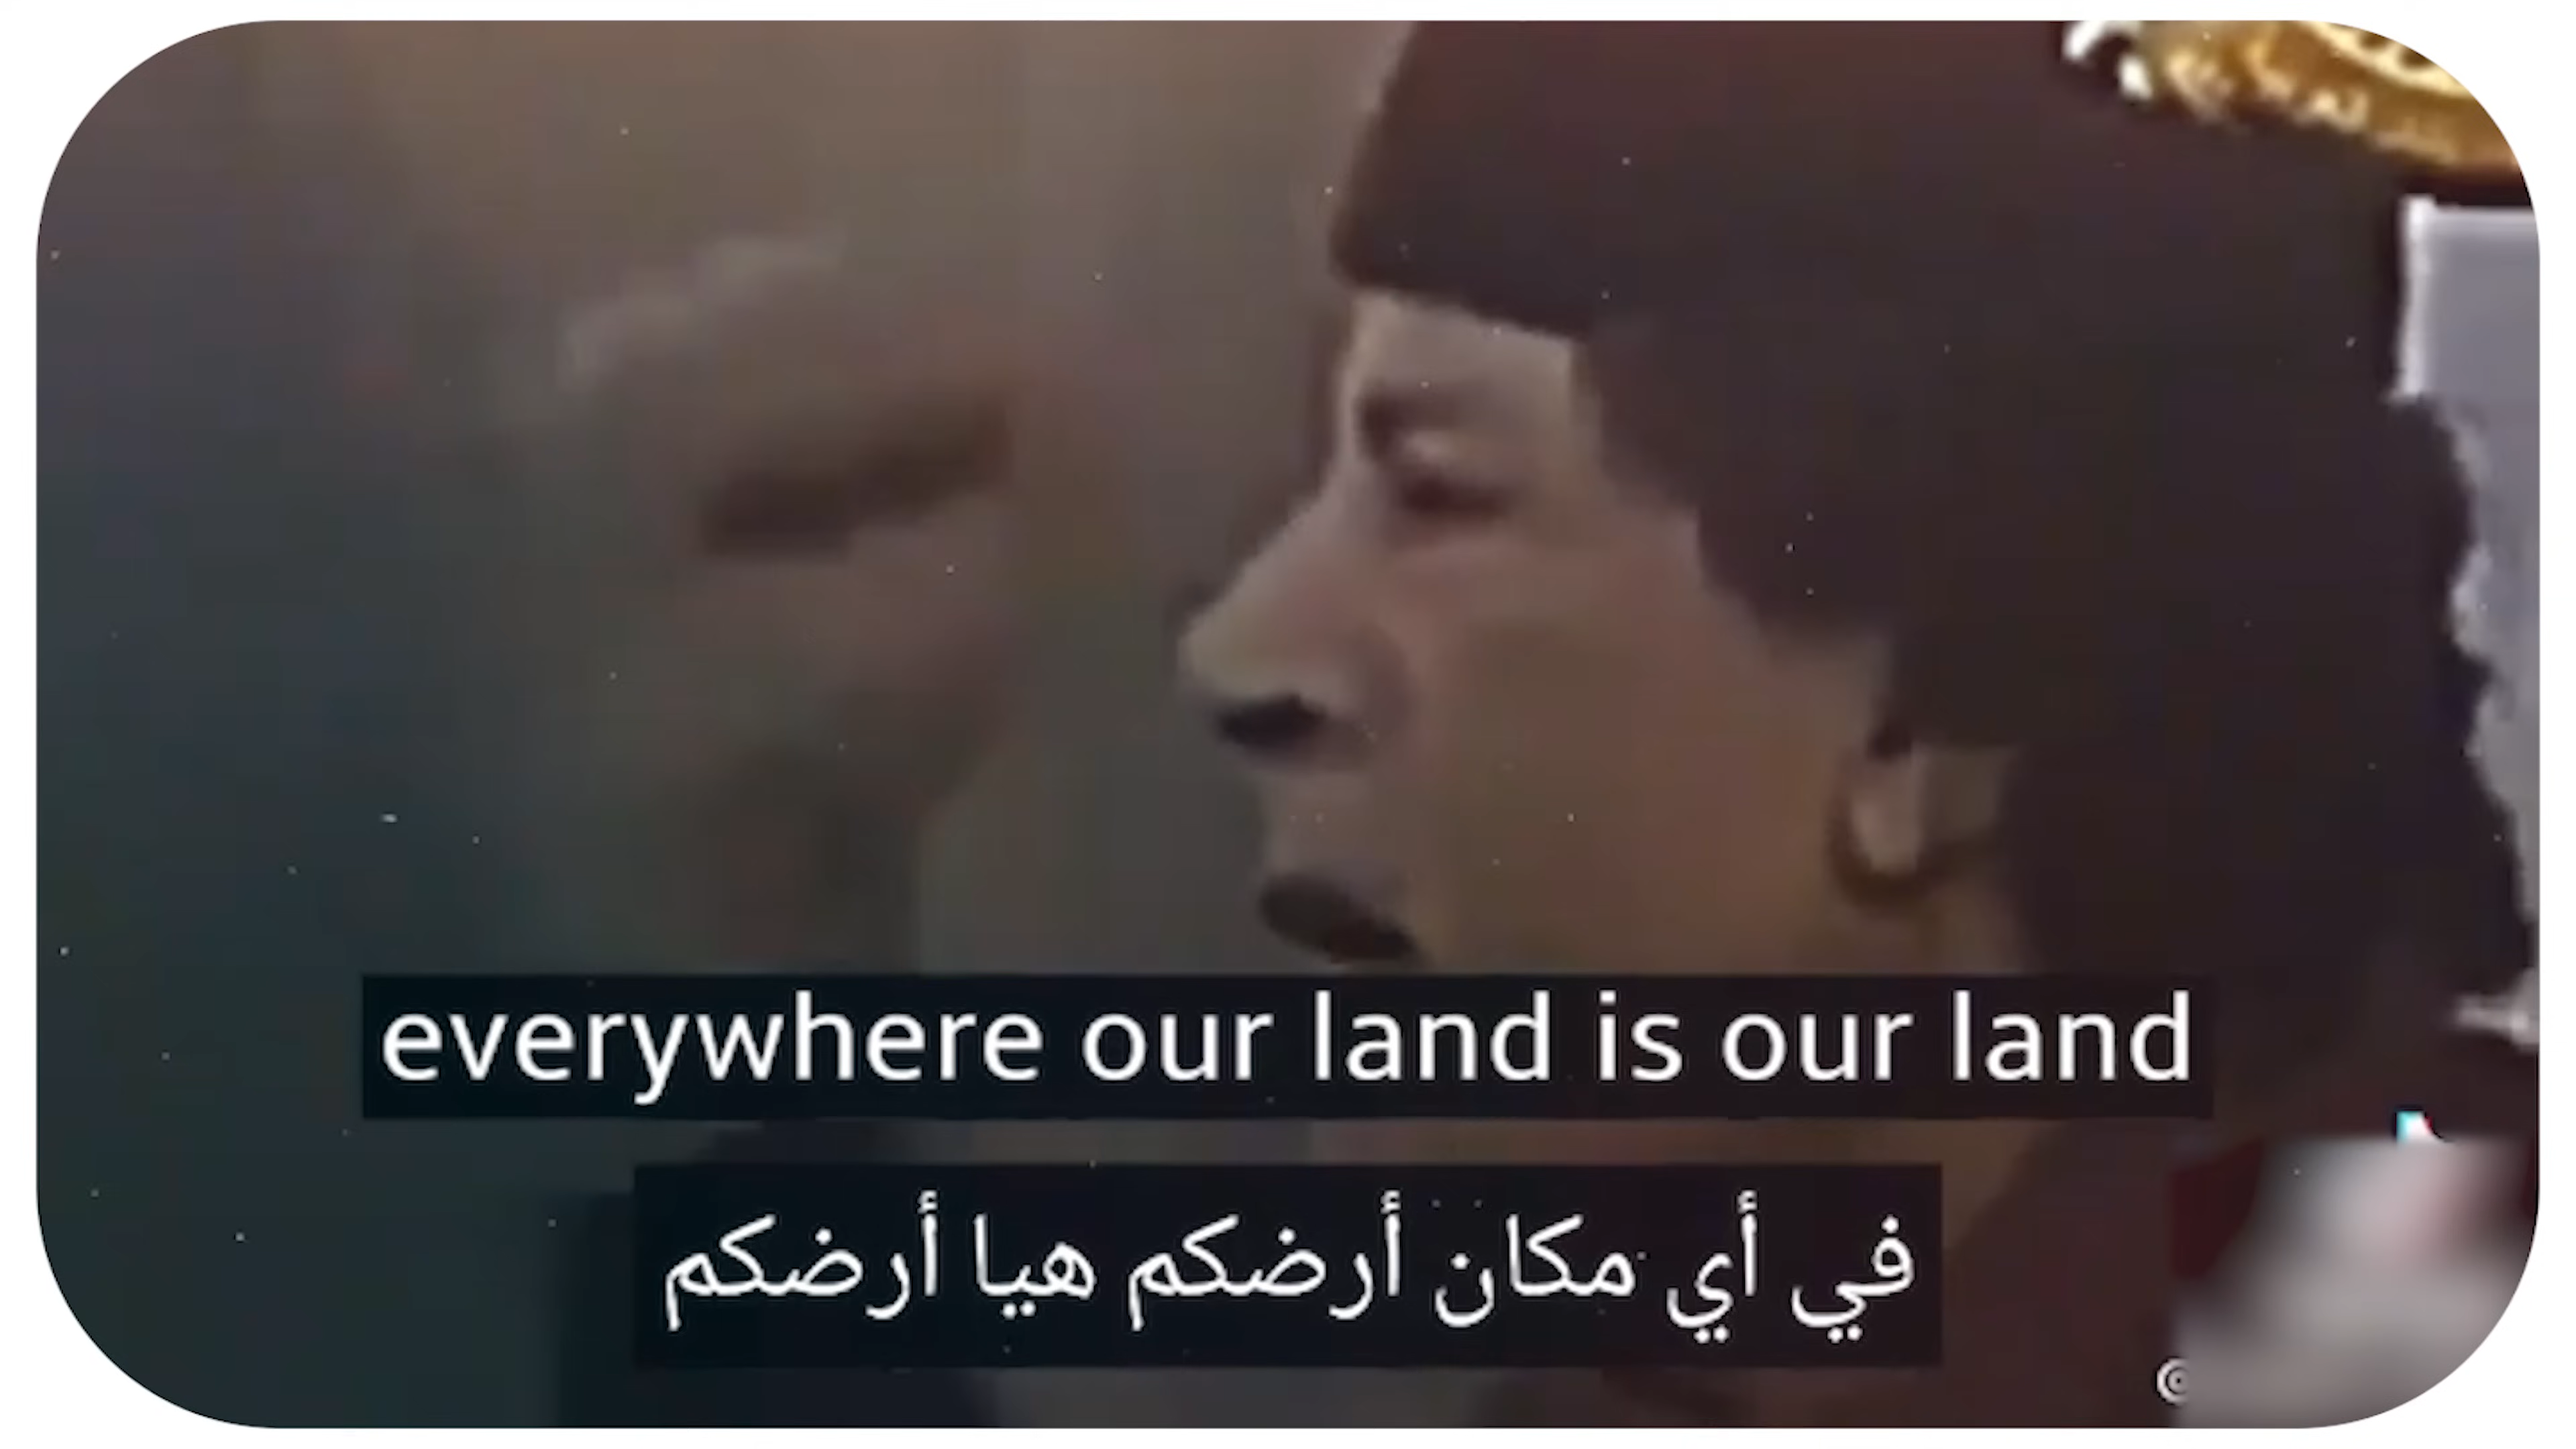 everywhere our land is our land
في أي مكان أرضكم هيا أرضكم
@